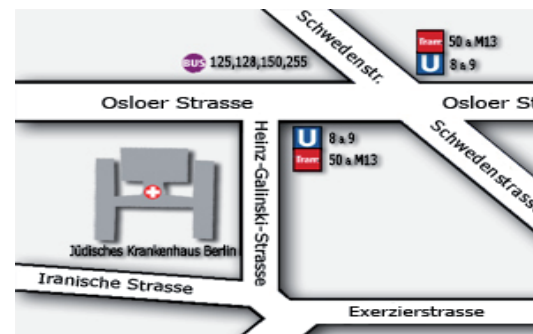 Schwedenstr.
Tram 50 & M13
U 8 & 9
BUS 125,128,150,255
Osloer Strasse
Osloer St
Schwedenstrasse
Heinz-Galinski-Strasse
U 8 & 9
Tram 50 & M13
Jüdisches Krankenhaus Berlin
Iranische Strasse
Exerzierstrasse